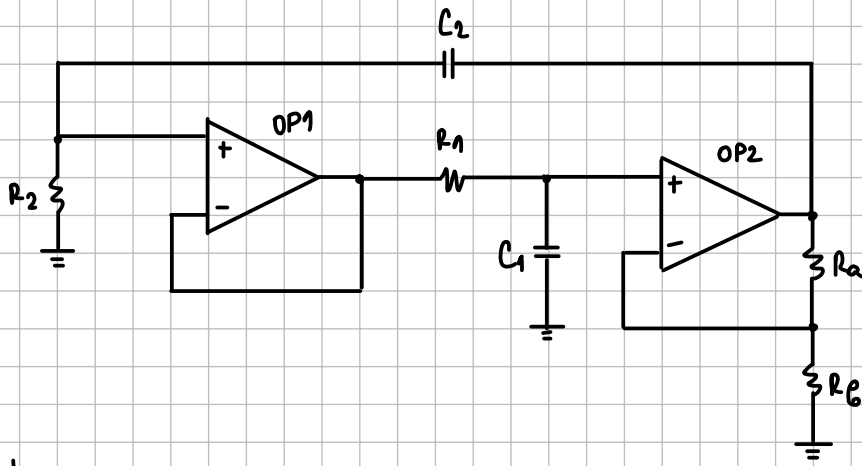 C2
OP1
R1
OP2
+
+
R2
-
-
C1
Ra
Rb